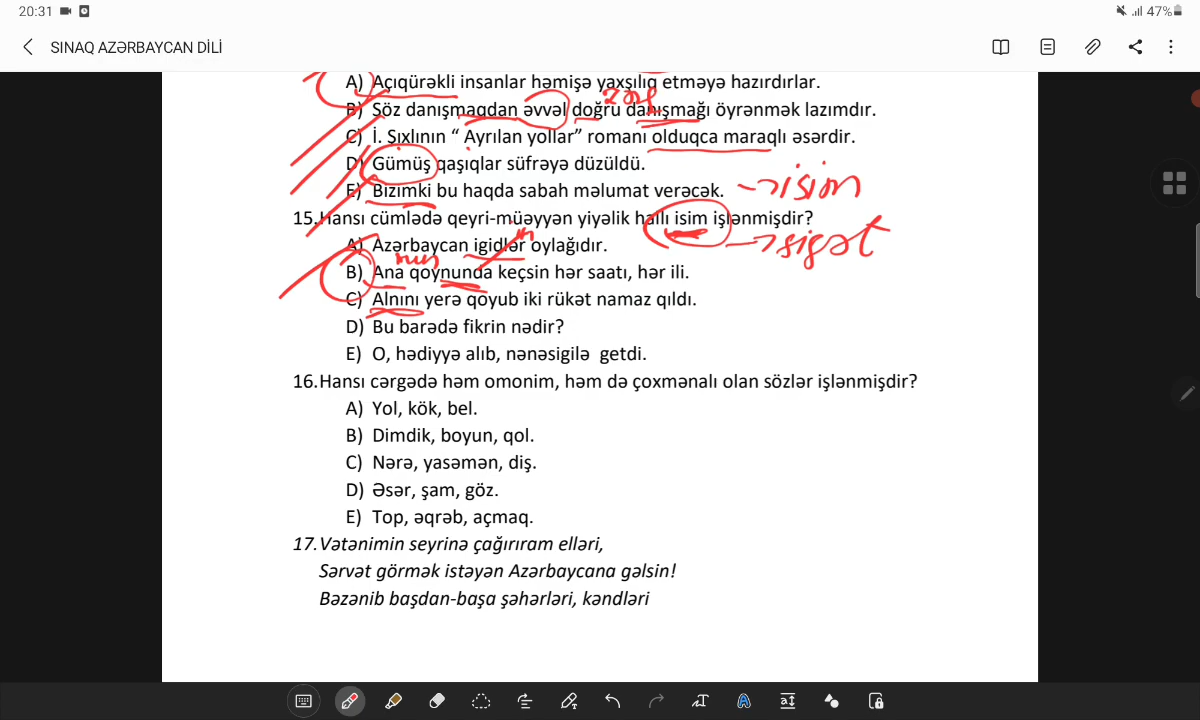 20:31 47%
SINAQ AZƏRBAYCAN DİLİ
A) Açıqürəkli insanlar həmişə yaxşılıq etməyə hazırdırlar.
zərf
B) Söz danışmaqdan əvvəl doğru danışmağı öyrənmək lazımdır.
C) İ. Şıxlının “ Ayrılan yollar” romanı olduqca maraqlı əsərdir.
D) Gümüş qaşıqlar süfrəyə düzüldü.
E) Bizimki bu haqda sabah məlumat verəcək. → isim
15.Hansı cümlədə qeyri-müəyyən yiyəlik hallı isim işlənmişdir?
→ sifət
A) Azərbaycan igidlər oylağıdır.
nın
B) Ana qoynunda keçsin hər saatı, hər ili.
C) Alnını yerə qoyub iki rükət namaz qıldı.
D) Bu barədə fikrin nədir?
E) O, hədiyyə alıb, nənəsigilə getdi.
16.Hansı cərgədə həm omonim, həm də çoxmənalı olan sözlər işlənmişdir?
A) Yol, kök, bel.
B) Dimdik, boyun, qol.
C) Nərə, yasəmən, diş.
D) Əsər, şam, göz.
E) Top, əqrəb, açmaq.
17.Vətənimin seyrinə çağırıram elləri,
Sərvət görmək istəyən Azərbaycana gəlsin!
Bəzənib başdan-başa şəhərləri, kəndləri